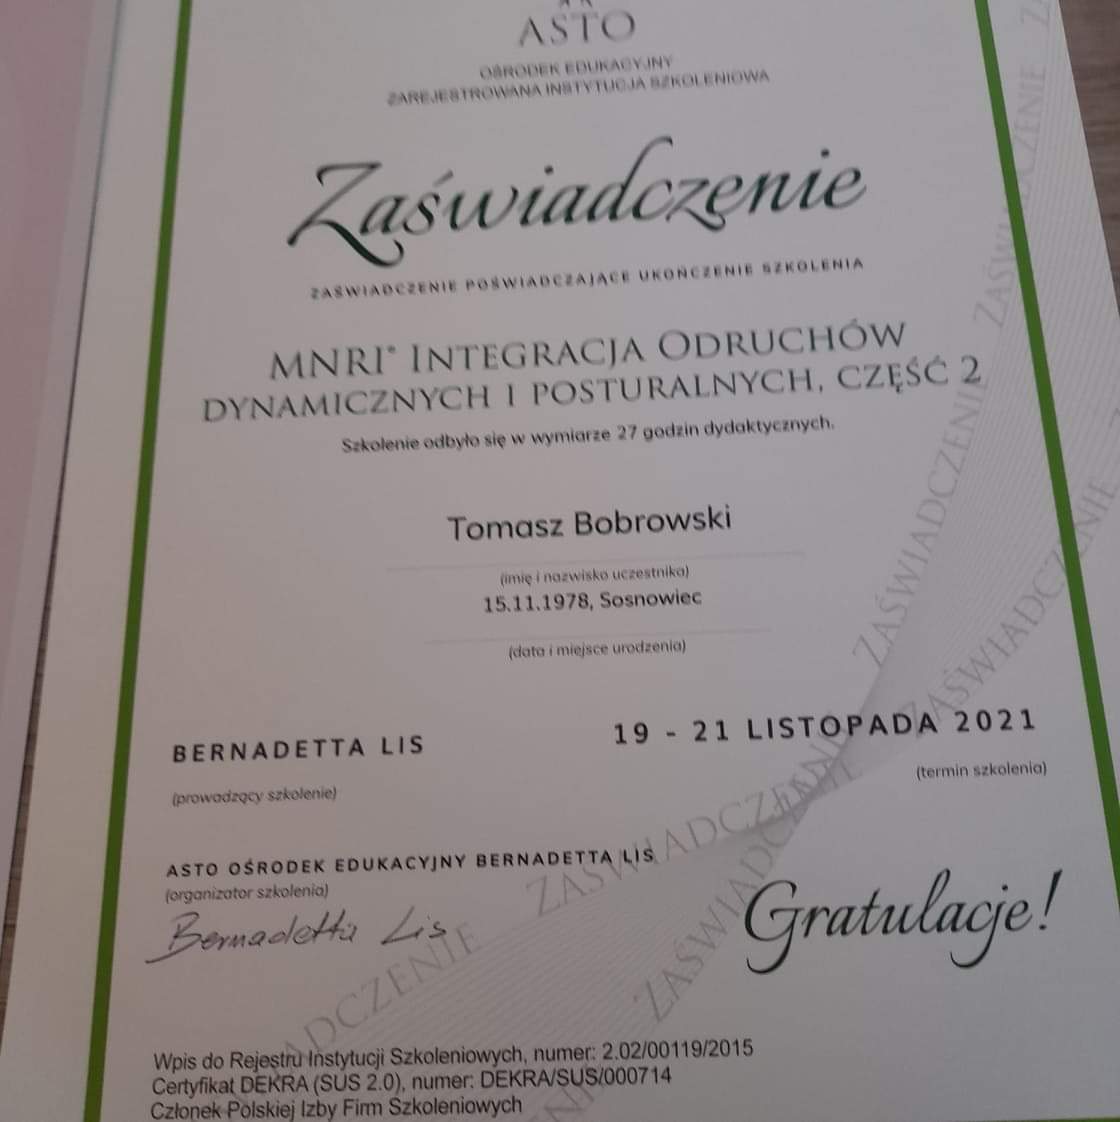 ASTO
OŚRODEK EDUKACYJNY
ZAREJESTROWANA INSTYTUCJA SZKOLENIOWA
Zaświadczenie
ZAŚWIADCZENIE POŚWIADCZAJĄCE UKOŃCZENIE SZKOLENIA
MNRI® INTEGRACJA ODRUCHÓW
DYNAMICZNYCH I POSTURALNYCH, CZĘŚĆ 2
Szkolenie odbyło się w wymiarze 27 godzin dydaktycznych.
Tomasz Bobrowski
(imię i nazwisko uczestnika)
15.11.1978, Sosnowiec
(data i miejsce urodzenia)
BERNADETTA LIS
(prowadzący szkolenie)
19 - 21 LISTOPADA 2021
(termin szkolenia)
ASTO OŚRODEK EDUKACYJNY BERNADETTA LIS
(organizator szkolenia)
Bernadetta Lis
Gratulacje!
Wpis do Rejestru Instytucji Szkoleniowych, numer: 2.02/00119/2015
Certyfikat DEKRA (SUS 2.0), numer: DEKRA/SUS/000714
Członek Polskiej Izby Firm Szkoleniowych
ZAŚWIADCZENIE
ZAŚWIADCZENIE
ZAŚWIADCZENIE
ZAŚWIADCZENIE